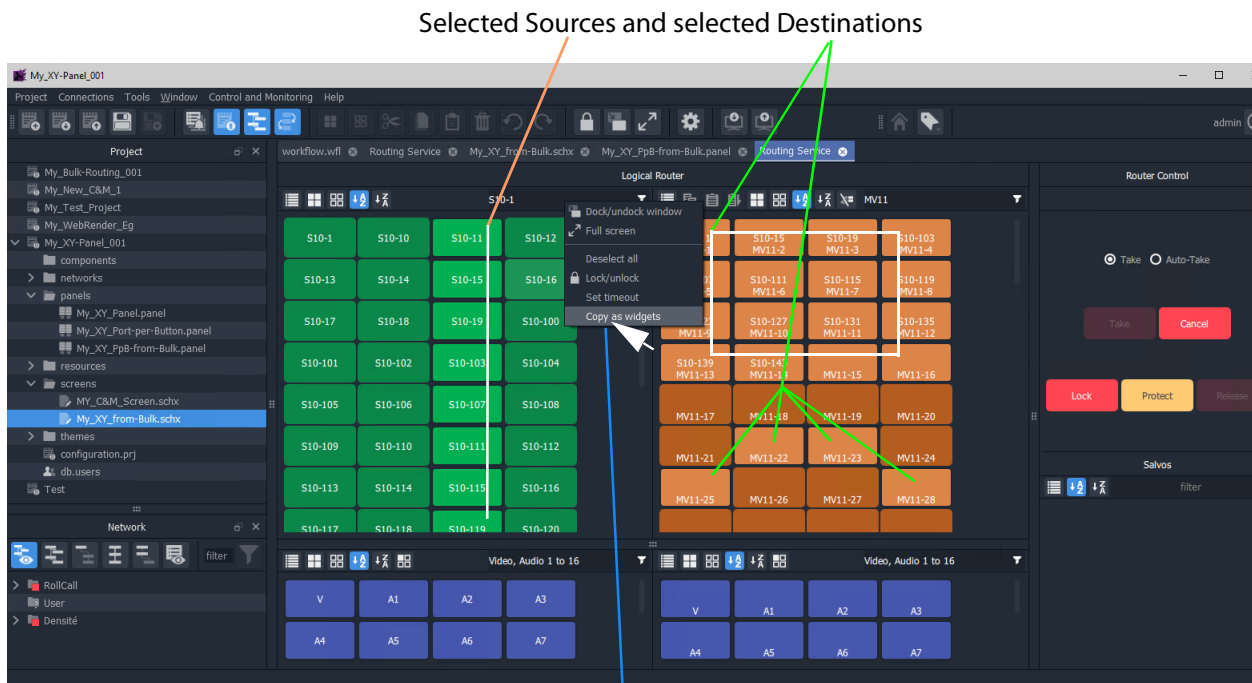 Selected Sources and selected Destinations
My_XY-Panel_001
Project Connections Tools Window Control and Monitoring Help
admin
Project
workflow.wfl Routing Service My_XY_from-Bulk.schx My_XY_PpB-from-Bulk.panel Routing Service
My_Bulk-Routing_001
My_New_C&M_1
My_Test_Project
My_WebRender_Eg
My_XY-Panel_001
components
networks
panels
My_XY_Panel.panel
My_XY_Port-per-Button.panel
My_XY_PpB-from-Bulk.panel
resources
screens
MY_C&M_Screen.schx
My_XY_from-Bulk.schx
themes
configuration.prj
db.users
Test
Network
filter
RollCall
User
Densité
Logical Router
S10-1
MV11
S10-1 S10-10 S10-11 S10-12
S10-13 S10-14 S10-15 S10-16
S10-17 S10-18 S10-19 S10-100
S10-101 S10-102 S10-103 S10-104
S10-105 S10-106 S10-107 S10-108
S10-109 S10-110 S10-111 S10-112
S10-113 S10-114 S10-115 S10-116
S10-117 S10-118 S10-119 S10-120
Dock/undock window
Full screen
Deselect all
Lock/unlock
Set timeout
Copy as widgets
S10-15 S10-19 S10-103
MV11-2 MV11-3 MV11-4
S10-111 S10-115 S10-119
MV11-6 MV11-7 MV11-8
S10-127 S10-131 S10-135
MV11-9 MV11-10 MV11-11 MV11-12
S10-139 S10-143
MV11-13 MV11-14 MV11-15 MV11-16
MV11-17 MV11-18 MV11-19 MV11-20
MV11-21 MV11-22 MV11-23 MV11-24
MV11-25 MV11-26 MV11-27 MV11-28
Video, Audio 1 to 16
V A1 A2 A3
A4 A5 A6 A7
Video, Audio 1 to 16
V A1 A2 A3
A4 A5 A6 A7
Router Control
Take Auto-Take
Take Cancel
Lock Protect Release
Salvos
filter